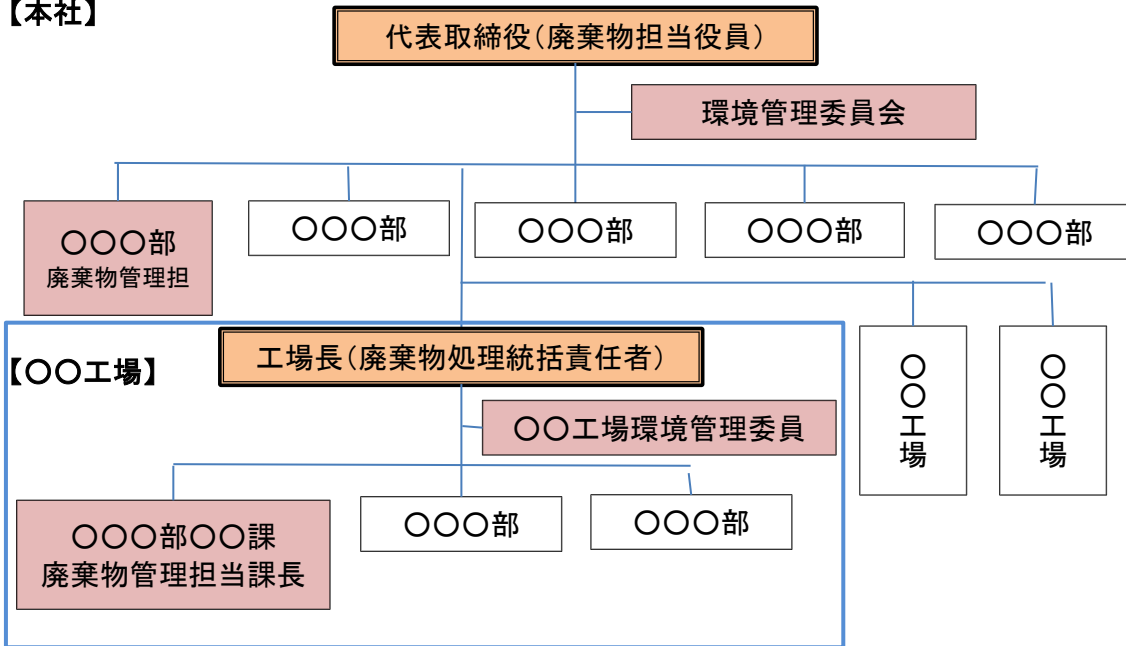 【本社】
代表取締役(廃棄物担当役員)
環境管理委員会
〇〇〇部
廃棄物管理担
〇〇〇部
〇〇〇部
〇〇〇部
〇〇〇部
【〇〇工場】
工場長(廃棄物処理統括責任者)
〇〇工場環境管理委員
〇〇〇部〇〇課
廃棄物管理担当課長
〇〇〇部
〇〇〇部
〇〇工場
〇〇工場